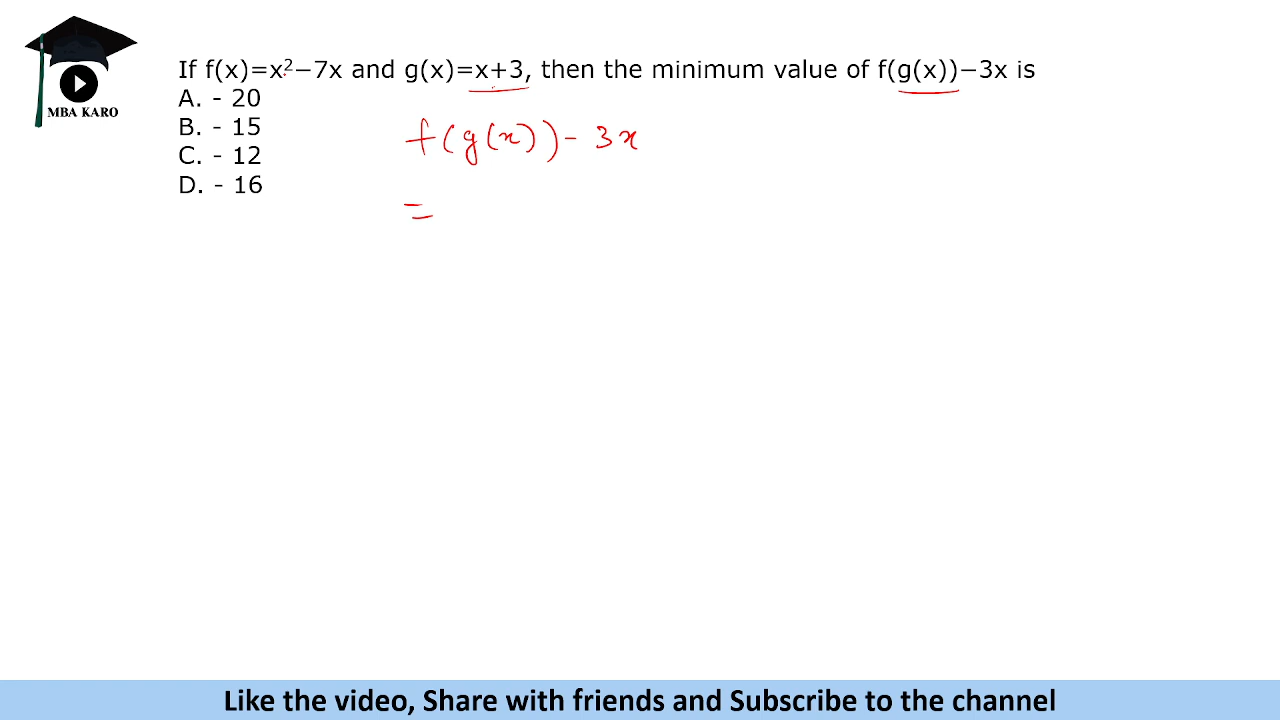 MBA KARO
If f(x)=x²−7x and g(x)=x+3, then the minimum value of f(g(x))−3x is
A. - 20
B. - 15
C. - 12
D. - 16
f(g(x)) - 3x
=
Like the video, Share with friends and Subscribe to the channel